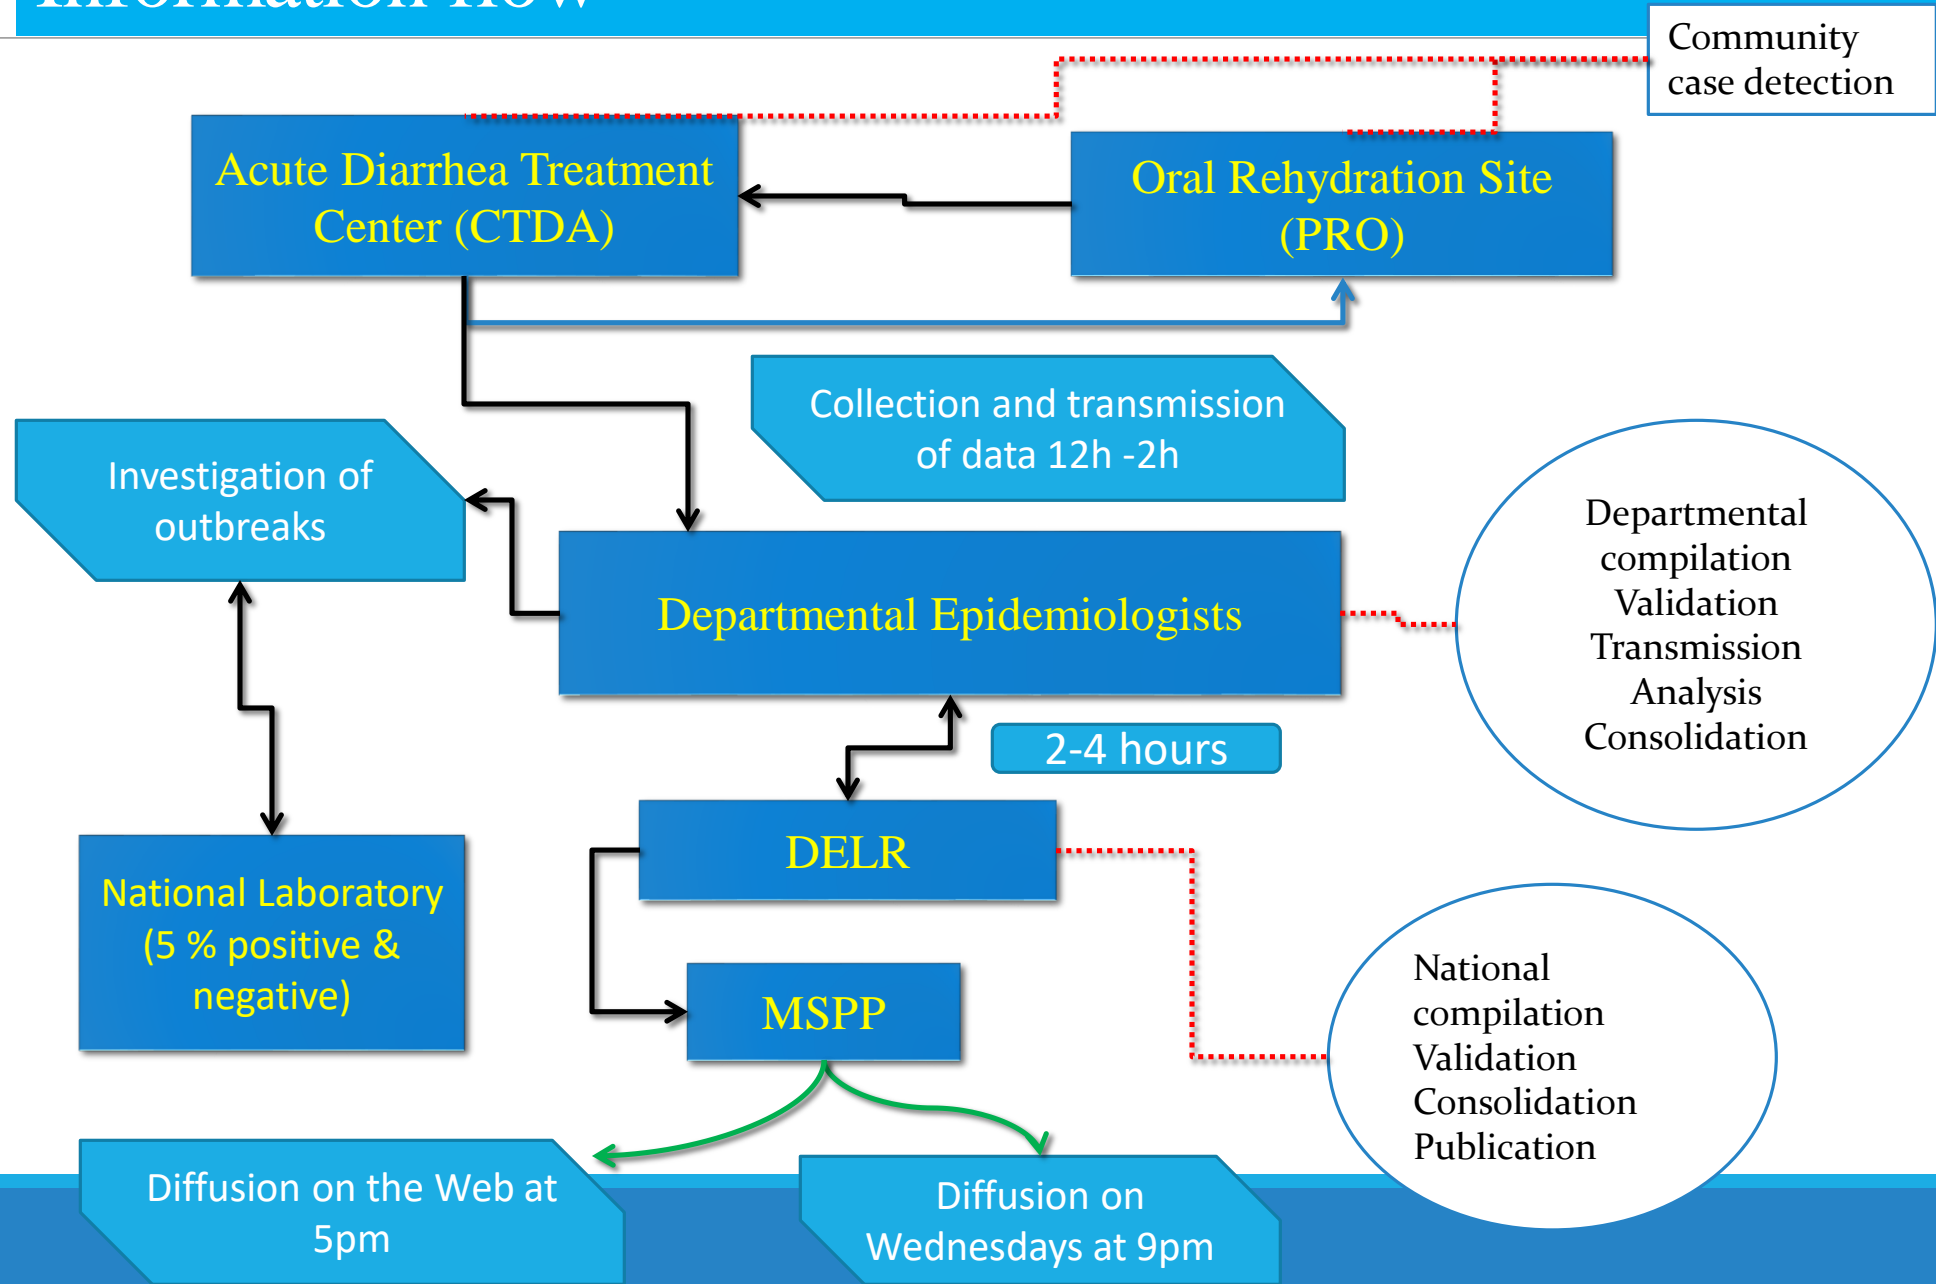 Information flow
Community
case detection
Acute Diarrhea Treatment
Center (CTDA)
Oral Rehydration Site
(PRO)
Collection and transmission
of data 12h -2h
Investigation of
outbreaks
Departmental
compilation
Validation
Transmission
Analysis
Consolidation
Departmental Epidemiologists
2-4 hours
DELR
National Laboratory
(5 % positive &
negative)
MSPP
National
compilation
Validation
Consolidation
Publication
Diffusion on the Web at
5pm
Diffusion on
Wednesdays at 9pm